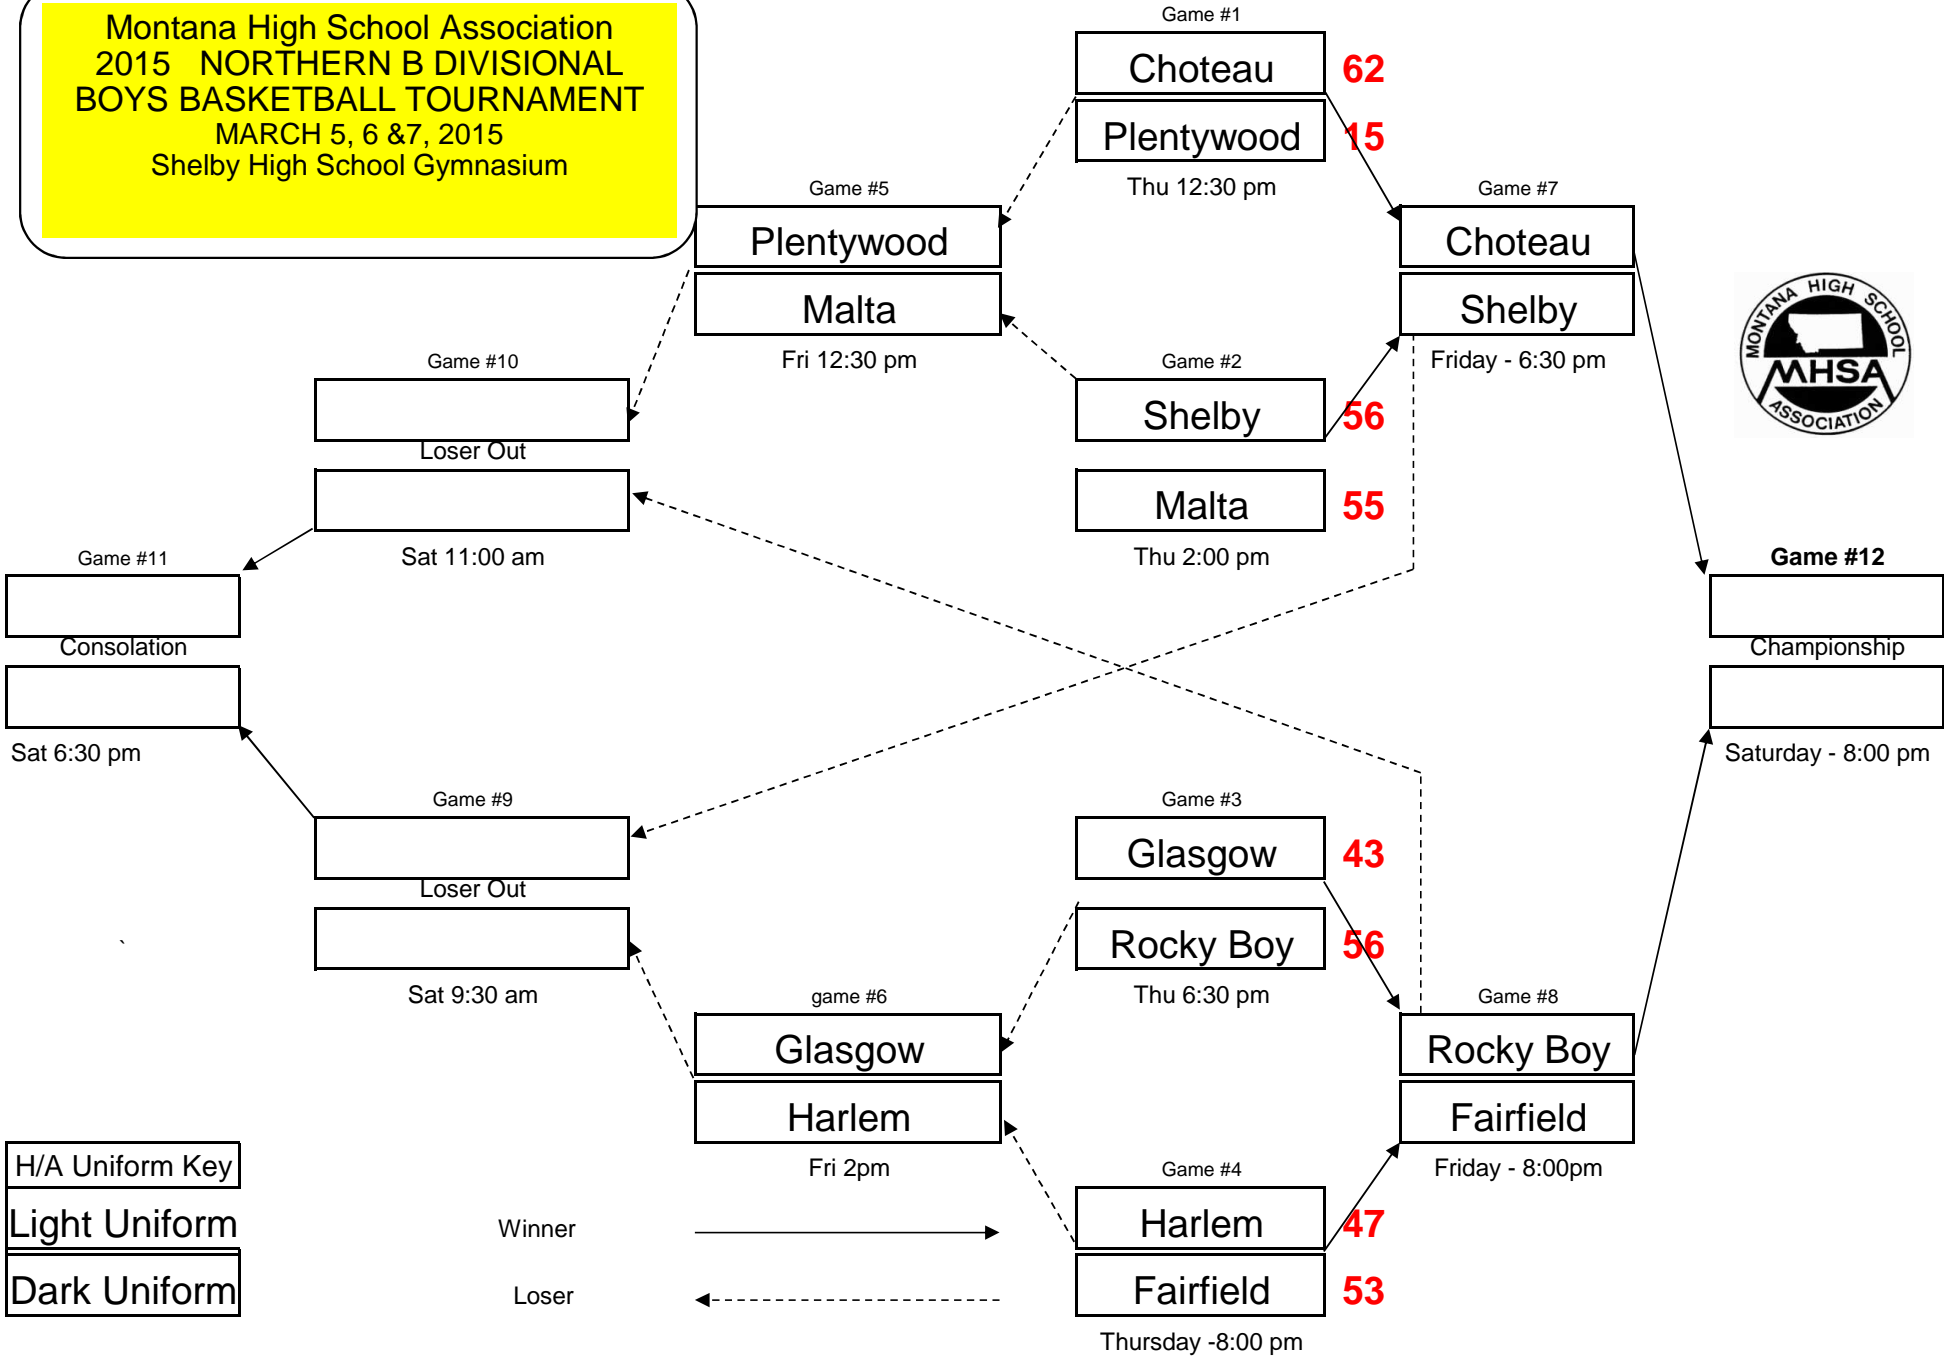 Montana High School Association
2015 NORTHERN B DIVISIONAL
BOYS BASKETBALL TOURNAMENT
MARCH 5, 6 &7, 2015
Shelby High School Gymnasium
Game #1
Choteau 62
Plentywood 15
Thu 12:30 pm
Game #5
Plentywood
Malta
Fri 12:30 pm
Game #7
Choteau
Shelby
Friday - 6:30 pm
MONTANA HIGH SCHOOL
MHSA
ASSOCIATION
Game #10
Loser Out
Sat 11:00 am
Game #2
Shelby 56
Malta 55
Thu 2:00 pm
Game #11
Consolation
Sat 6:30 pm
Game #12
Championship
Saturday - 8:00 pm
Game #9
Loser Out
Sat 9:30 am
Game #3
Glasgow 43
Rocky Boy 56
Thu 6:30 pm
`
game #6
Glasgow
Harlem
Fri 2pm
Game #8
Rocky Boy
Fairfield
Friday - 8:00pm
Game #4
Harlem 47
Fairfield 53
Thursday -8:00 pm
H/A Uniform Key
Light Uniform
Dark Uniform
Winner
Loser